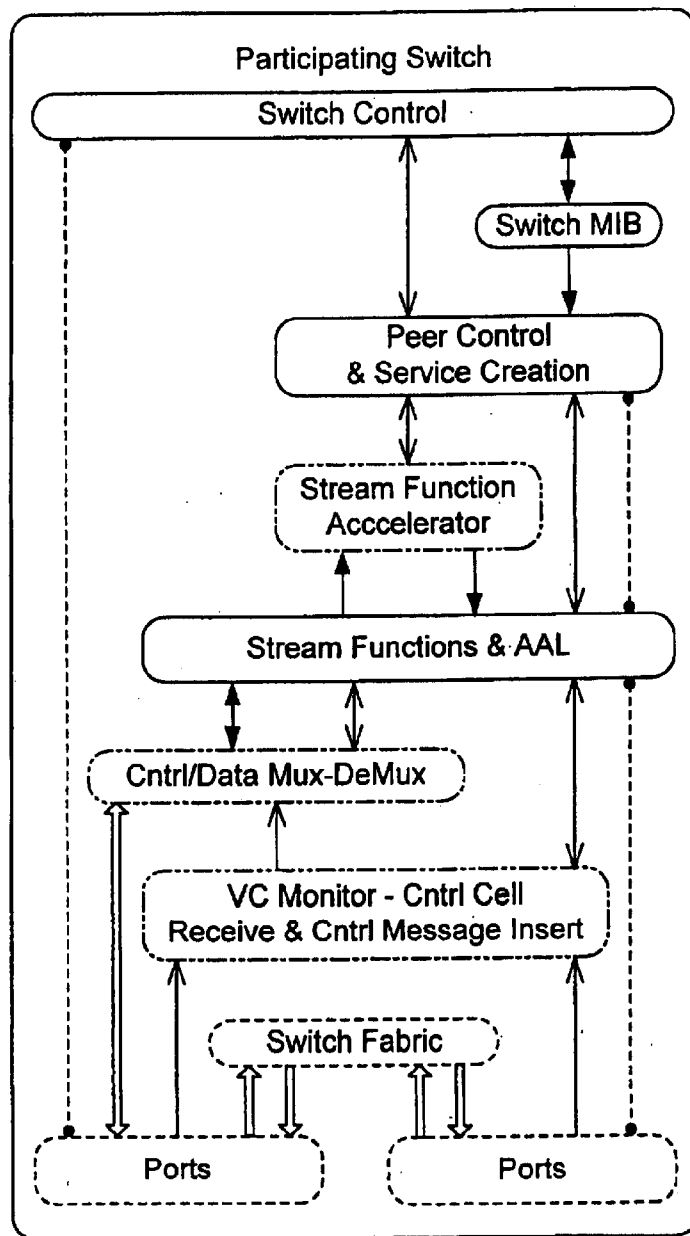 Participating Switch
Switch Control
Switch MIB
Peer Control
& Service Creation
Stream Function
Acccelerator
Stream Functions & AAL
Cntrl/Data Mux-DeMux
VC Monitor - Cntrl Cell
Receive & Cntrl Message Insert
Switch Fabric
Ports
Ports